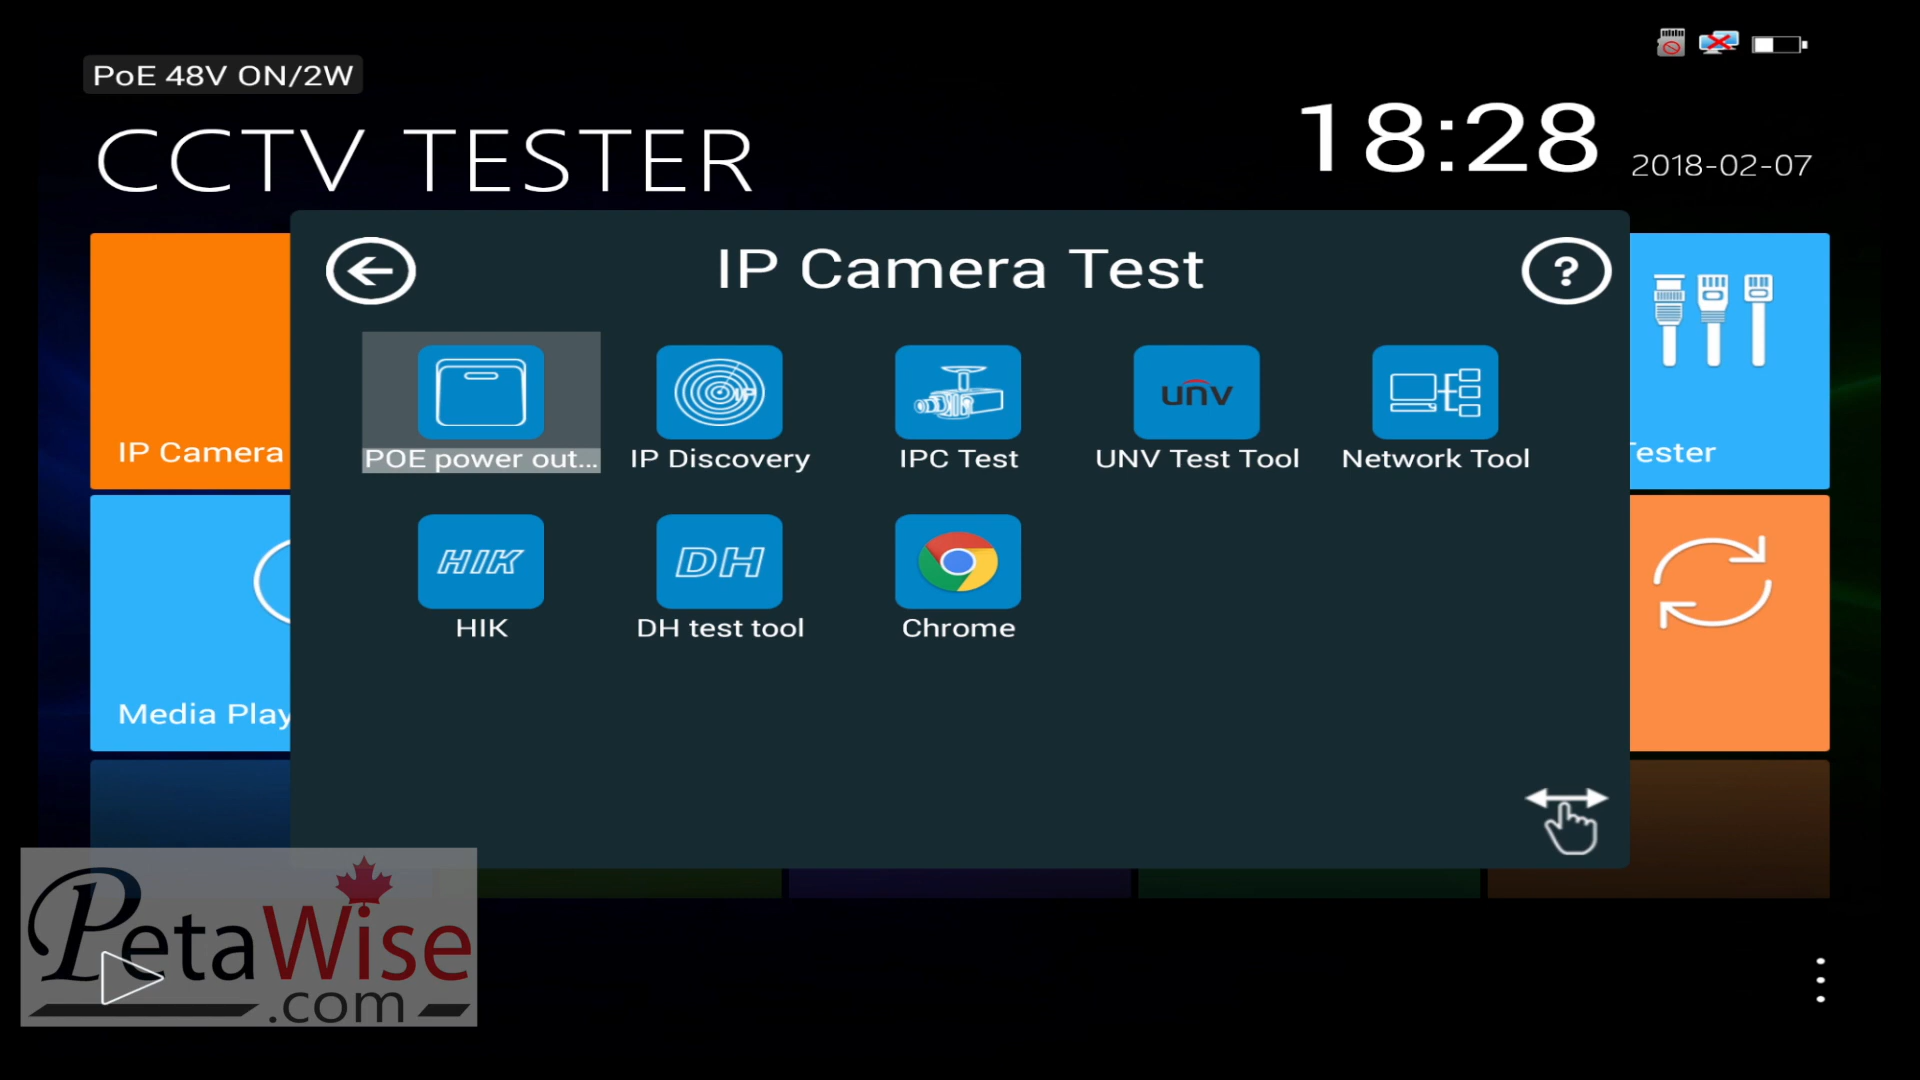 PoE 48V ON/2W
CCTV TESTER
18:28
2018-02-07
IP Camera Test
?
IP Camera
POE power out...
IP Discovery
IPC Test
UNV Test Tool
Network Tool
Tester
IP
unv
HIK
DH
HIK
DH test tool
Chrome
Media Play
PetaWise
.com